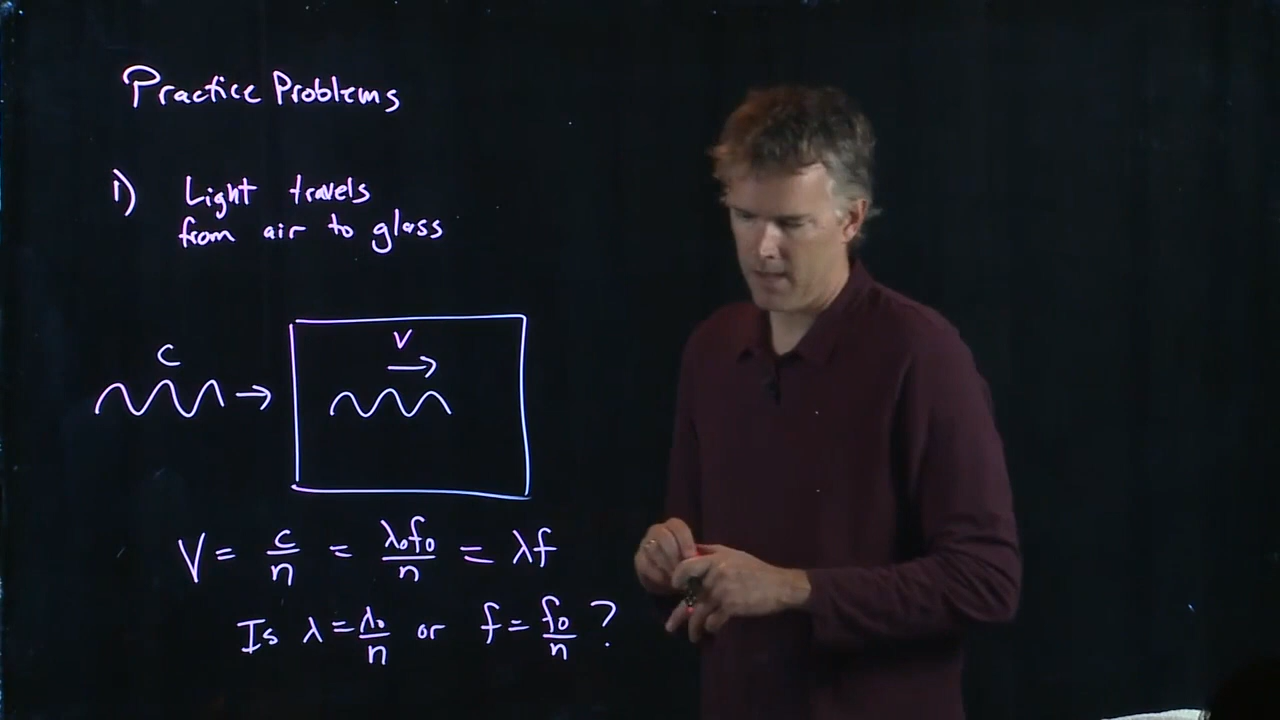 Practice Problems
1) Light travels
from air to glass
c
v
V = c/n = λ₀f₀/n = λf
Is λ = λ₀/n or f = f₀/n ?